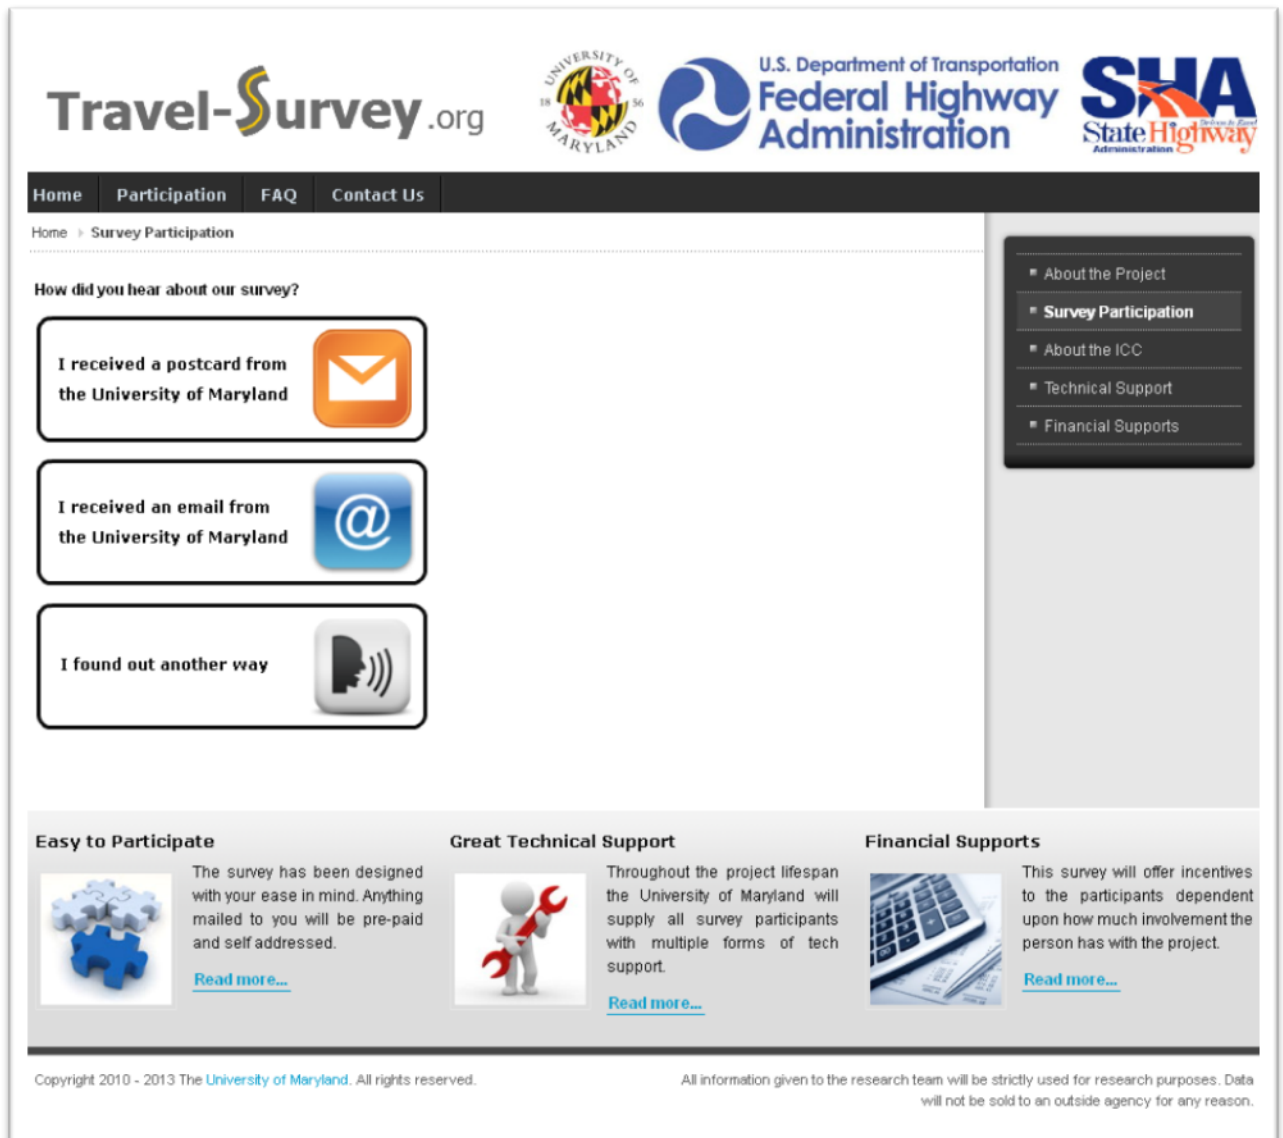 Travel-Survey.org
UNIVERSITY OF
18 56
MARYLAND
U.S. Department of Transportation
Federal Highway
Administration
SHA
State Highway
Administration
Home Participation FAQ Contact Us
Home Survey Participation
How did you hear about our survey?
I received a postcard from
the University of Maryland
I received an email from
the University of Maryland
@
I found out another way
About the Project
Survey Participation
About the ICC
Technical Support
Financial Supports
Easy to Participate
The survey has been designed
with your ease in mind. Anything
mailed to you will be pre-paid
and self addressed.
Read more...
Great Technical Support
Throughout the project lifespan
the University of Maryland will
supply all survey participants
with multiple forms of tech
support.
Read more...
Financial Supports
This survey will offer incentives
to the participants dependent
upon how much involvement the
person has with the project.
Read more...
Copyright 2010 - 2013 The University of Maryland. All rights reserved.
All information given to the research team will be strictly used for research purposes. Data
will not be sold to an outside agency for any reason.